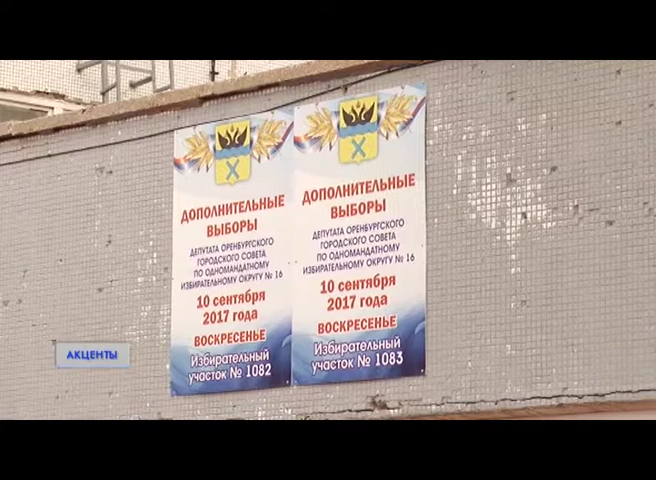 ДОПОЛНИТЕЛЬНЫЕ
ВЫБОРЫ
ДЕПУТАТА ОРЕНБУРГСКОГО
ГОРОДСКОГО СОВЕТА
ПО ОДНОМАНДАТНОМУ
ИЗБИРАТЕЛЬНОМУ ОКРУГУ № 16
10 сентября
2017 года
ВОСКРЕСЕНЬЕ
Избирательный
участок № 1082
ДОПОЛНИТЕЛЬНЫЕ
ВЫБОРЫ
ДЕПУТАТА ОРЕНБУРГСКОГО
ГОРОДСКОГО СОВЕТА
ПО ОДНОМАНДАТНОМУ
ИЗБИРАТЕЛЬНОМУ ОКРУГУ № 16
10 сентября
2017 года
ВОСКРЕСЕНЬЕ
Избирательный
участок № 1083
АКЦЕНТЫ